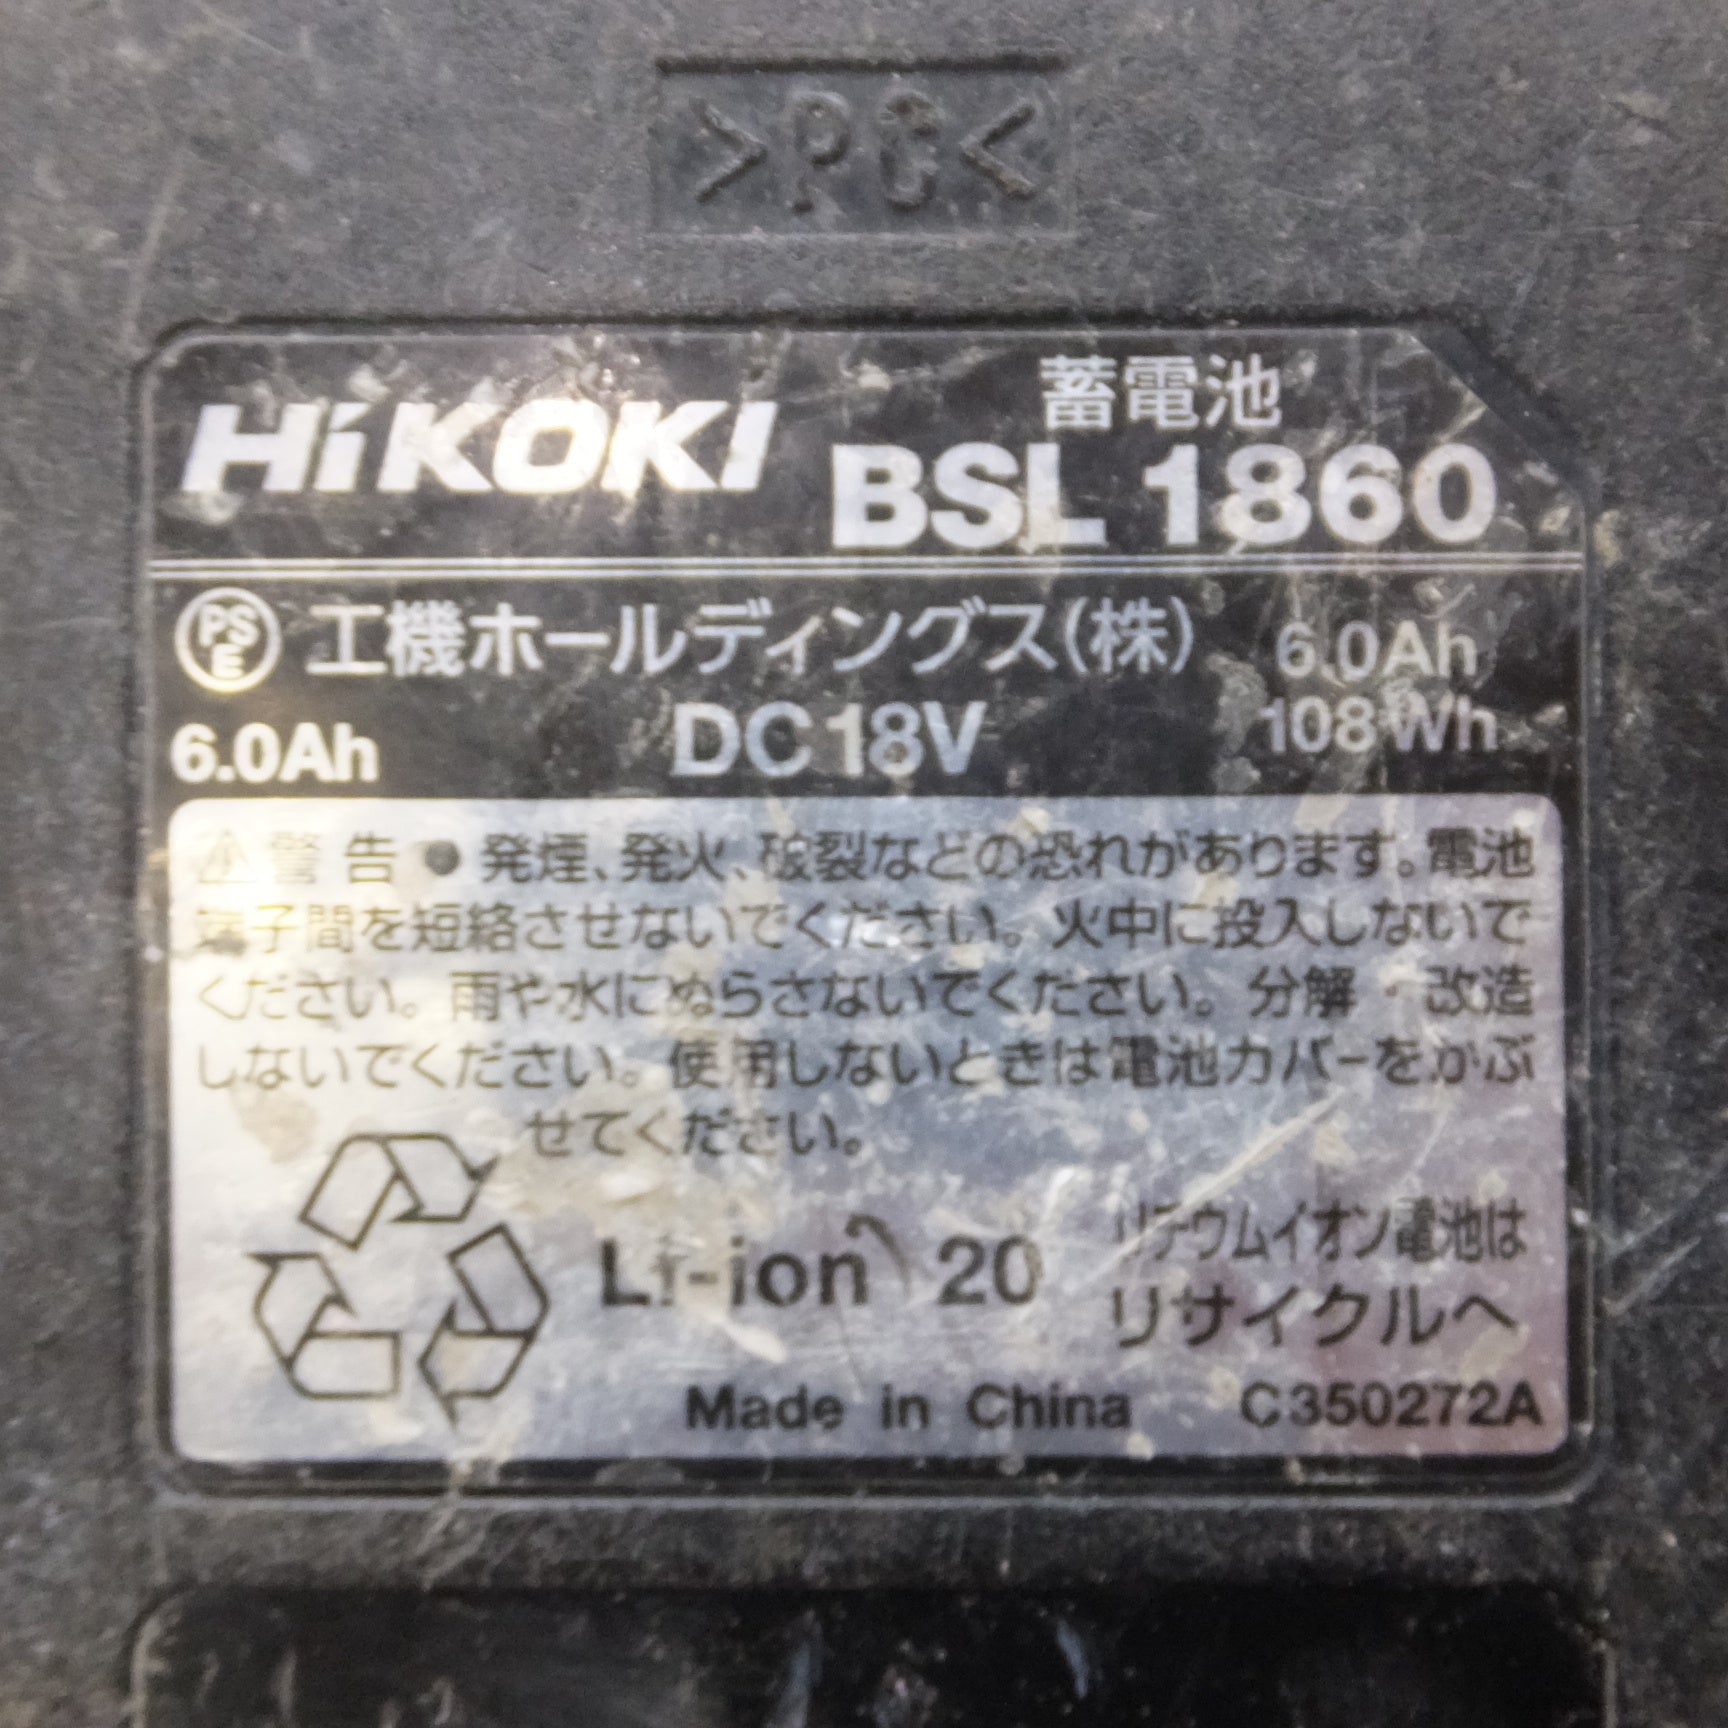 >PC<
HiKOKI
蓄電池
BSL 1860
PSE 工機ホールディングス(株) 6.0Ah
6.0Ah DC18V 108Wh
⚠警告 ●発煙、発火、破裂などの恐れがあります。電池
端子間を短絡させないでください。火中に投入しないで
ください。雨や水にぬらさないでください。分解・改造
しないでください。使用しないときは電池カバーをかぶ
せてください。
Li-ion 20 リチウムイオン電池は
リサイクルへ
Made in China C350272A